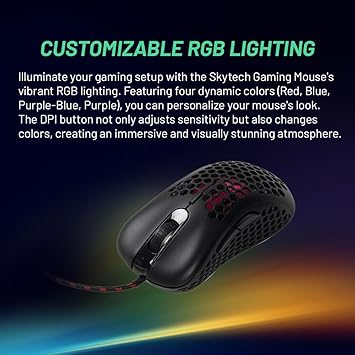 CUSTOMIZABLE RGB LIGHTING
Illuminate your gaming setup with the Skytech Gaming Mouse's
vibrant RGB lighting. Featuring four dynamic colors (Red, Blue,
Purple-Blue, Purple), you can personalize your mouse's look.
The DPI button not only adjusts sensitivity but also changes
colors, creating an immersive and visually stunning atmosphere.